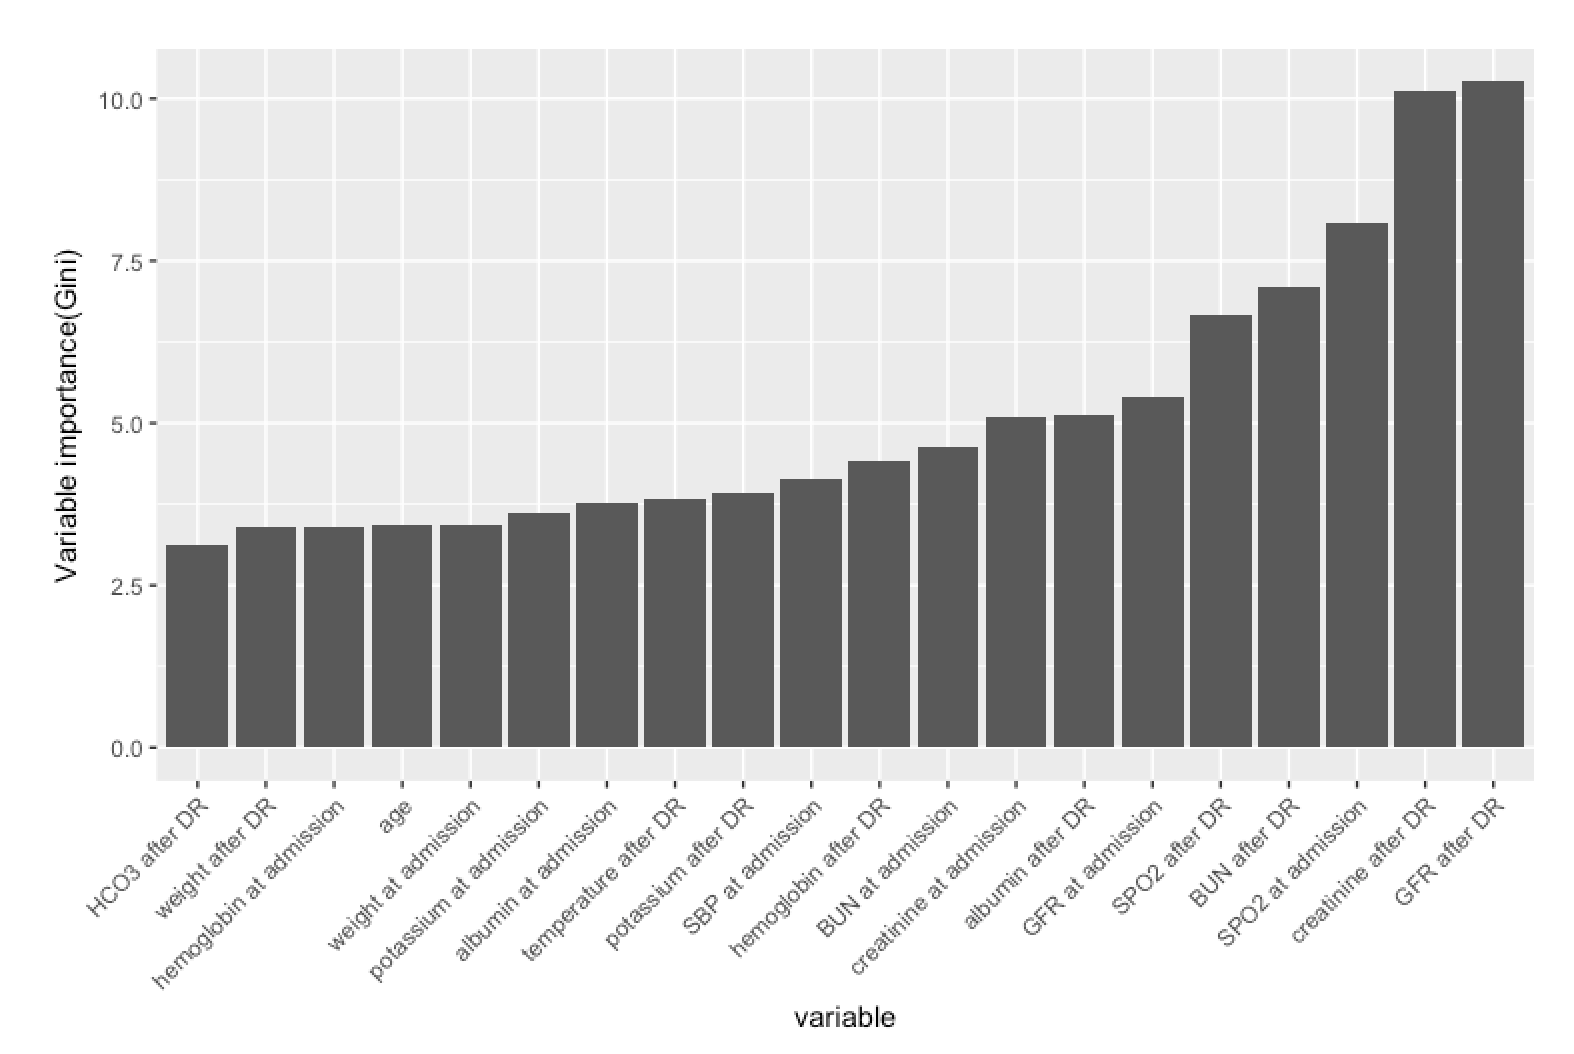 Variable importance(Gini)
10.0
7.5
5.0
2.5
0.0
HCO3 after DR
weight after DR
hemoglobin at admission
age
weight at admission
potassium at admission
albumin at admission
temperature after DR
potassium after DR
SBP at admission
hemoglobin after DR
BUN at admission
creatinine at admission
albumin after DR
GFR at admission
SPO2 after DR
BUN after DR
SPO2 at admission
creatinine after DR
GFR after DR
variable